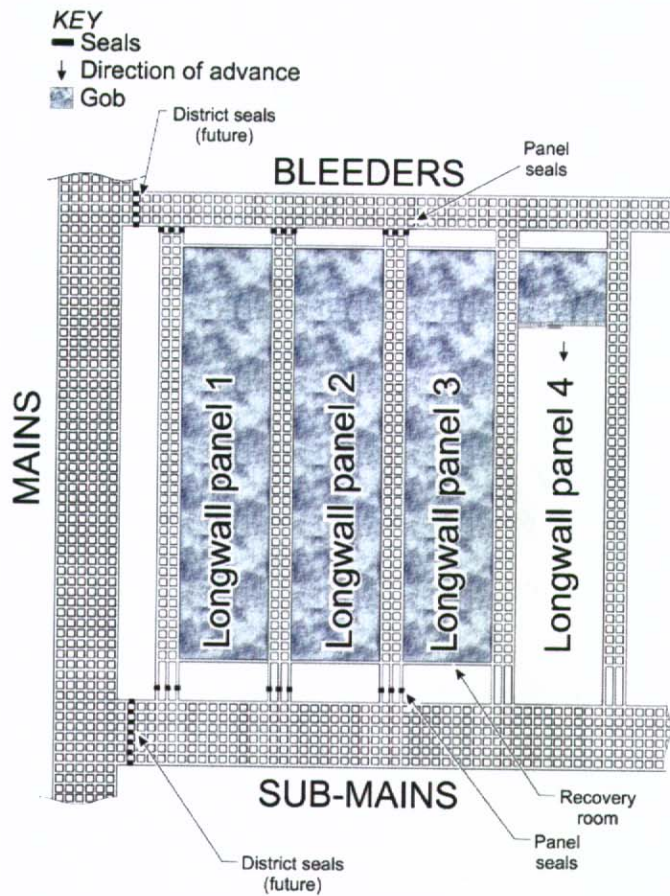 KEY
Seals
Direction of advance
Gob
District seals
(future)
Panel
seals
BLEEDERS
MAINS
Longwall panel 1
Longwall panel 2
Longwall panel 3
Longwall panel 4
SUB-MAINS
Recovery
room
Panel
seals
District seals
(future)